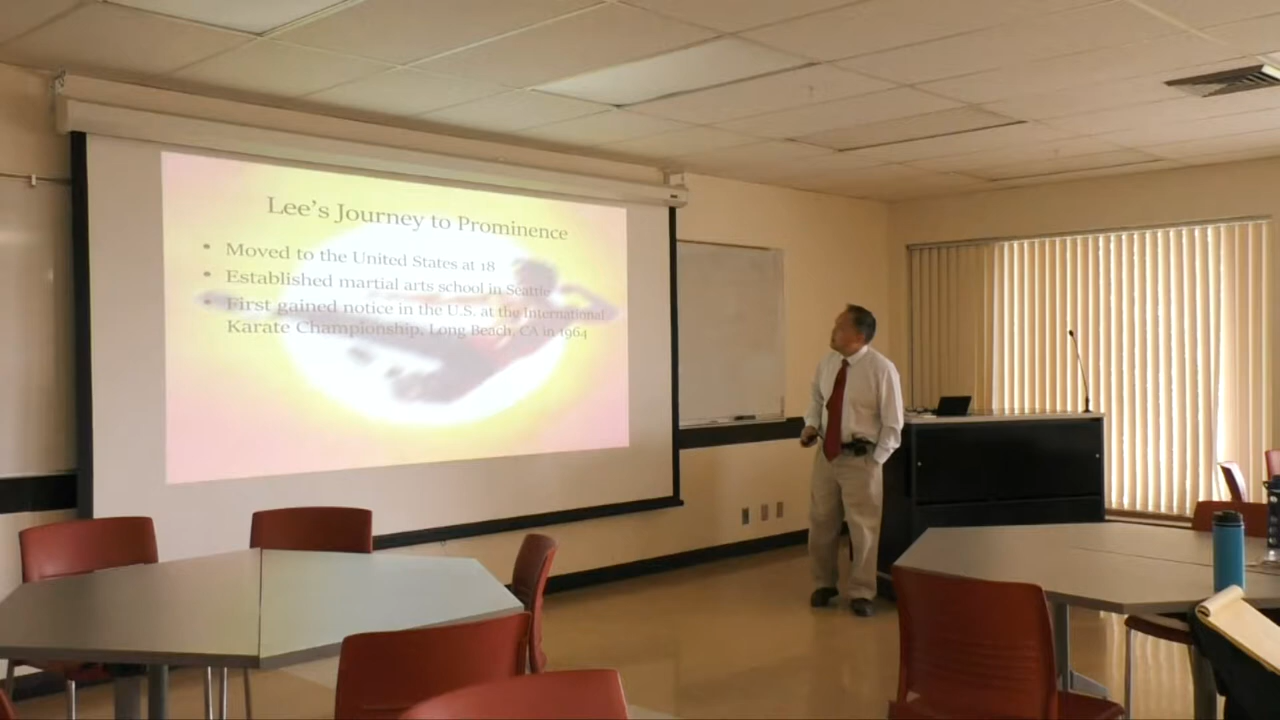 Lee's Journey to Prominence
• Moved to the United States at 18
• Established martial arts school in Seattle
• First gained notice in the U.S. at the International
Karate Championship, Long Beach, CA in 1964